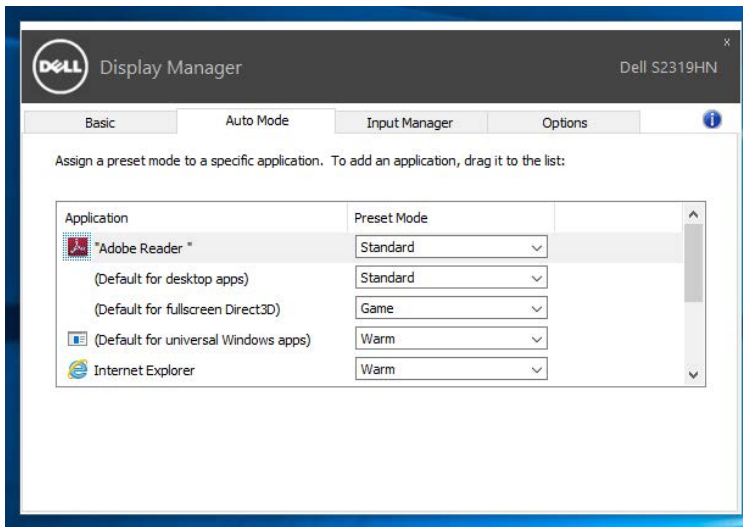 x
DELL Display Manager Dell S2319HN
Basic Auto Mode Input Manager Options i
Assign a preset mode to a specific application. To add an application, drag it to the list:
Application Preset Mode
"Adobe Reader " Standard
(Default for desktop apps) Standard
(Default for fullscreen Direct3D) Game
(Default for universal Windows apps) Warm
Internet Explorer Warm